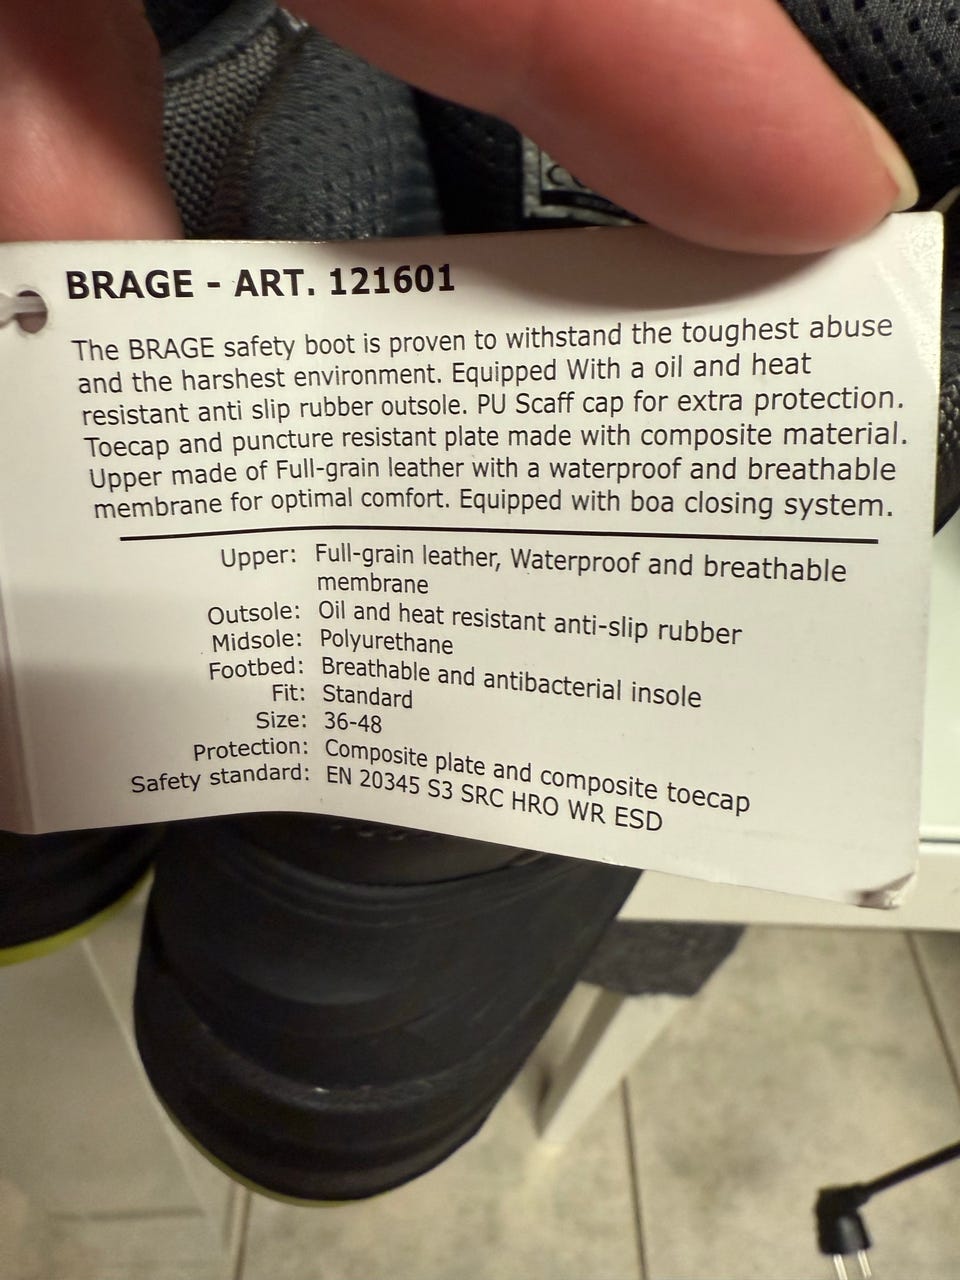 BRAGE - ART. 121601
The BRAGE safety boot is proven to withstand the toughest abuse
and the harshest environment. Equipped With a oil and heat
resistant anti slip rubber outsole. PU Scaff cap for extra protection.
Toecap and puncture resistant plate made with composite material.
Upper made of Full-grain leather with a waterproof and breathable
membrane for optimal comfort. Equipped with boa closing system.
Upper: Full-grain leather, Waterproof and breathable
membrane
Outsole: Oil and heat resistant anti-slip rubber
Midsole: Polyurethane
Footbed: Breathable and antibacterial insole
Fit: Standard
Size: 36-48
Protection: Composite plate and composite toecap
Safety standard: EN 20345 S3 SRC HRO WR ESD